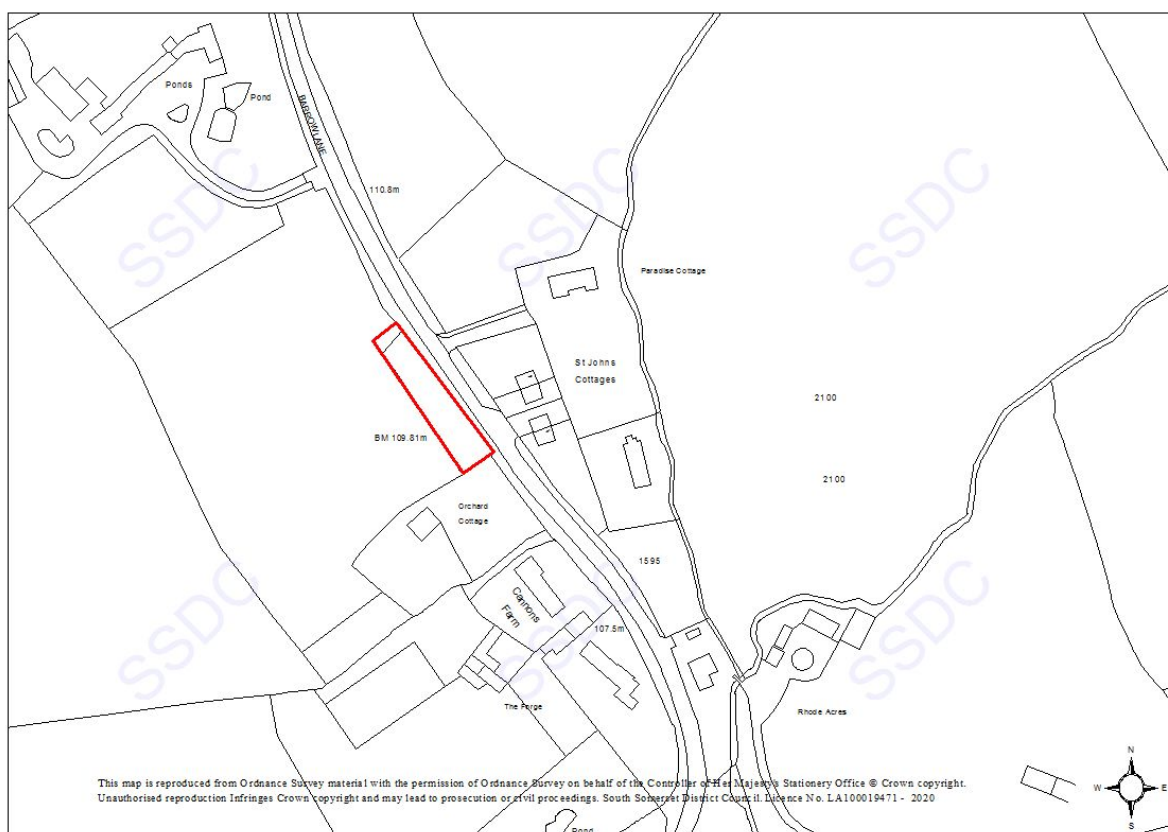 Ponds
Pond
BARROW LANE
110.8m
SSDC
SSDC
SSDC
Paradise Cottage
St Johns
Cottages
2100
BM 109.81m
2100
Orchard
Cottage
1595
SSDC
SSDC
SSDC
Cannons
Farm
107.5m
The Forge
Rhode Acres
N
W
E
S
This map is reproduced from Ordnance Survey material with the permission of Ordnance Survey on behalf of the Controller of Her Majesty's Stationery Office © Crown copyright.
Unauthorised reproduction Infringes Crown copyright and may lead to prosecution or civil proceedings. South Somerset District Council. Licence No. LA100019471 - 2020
Pond